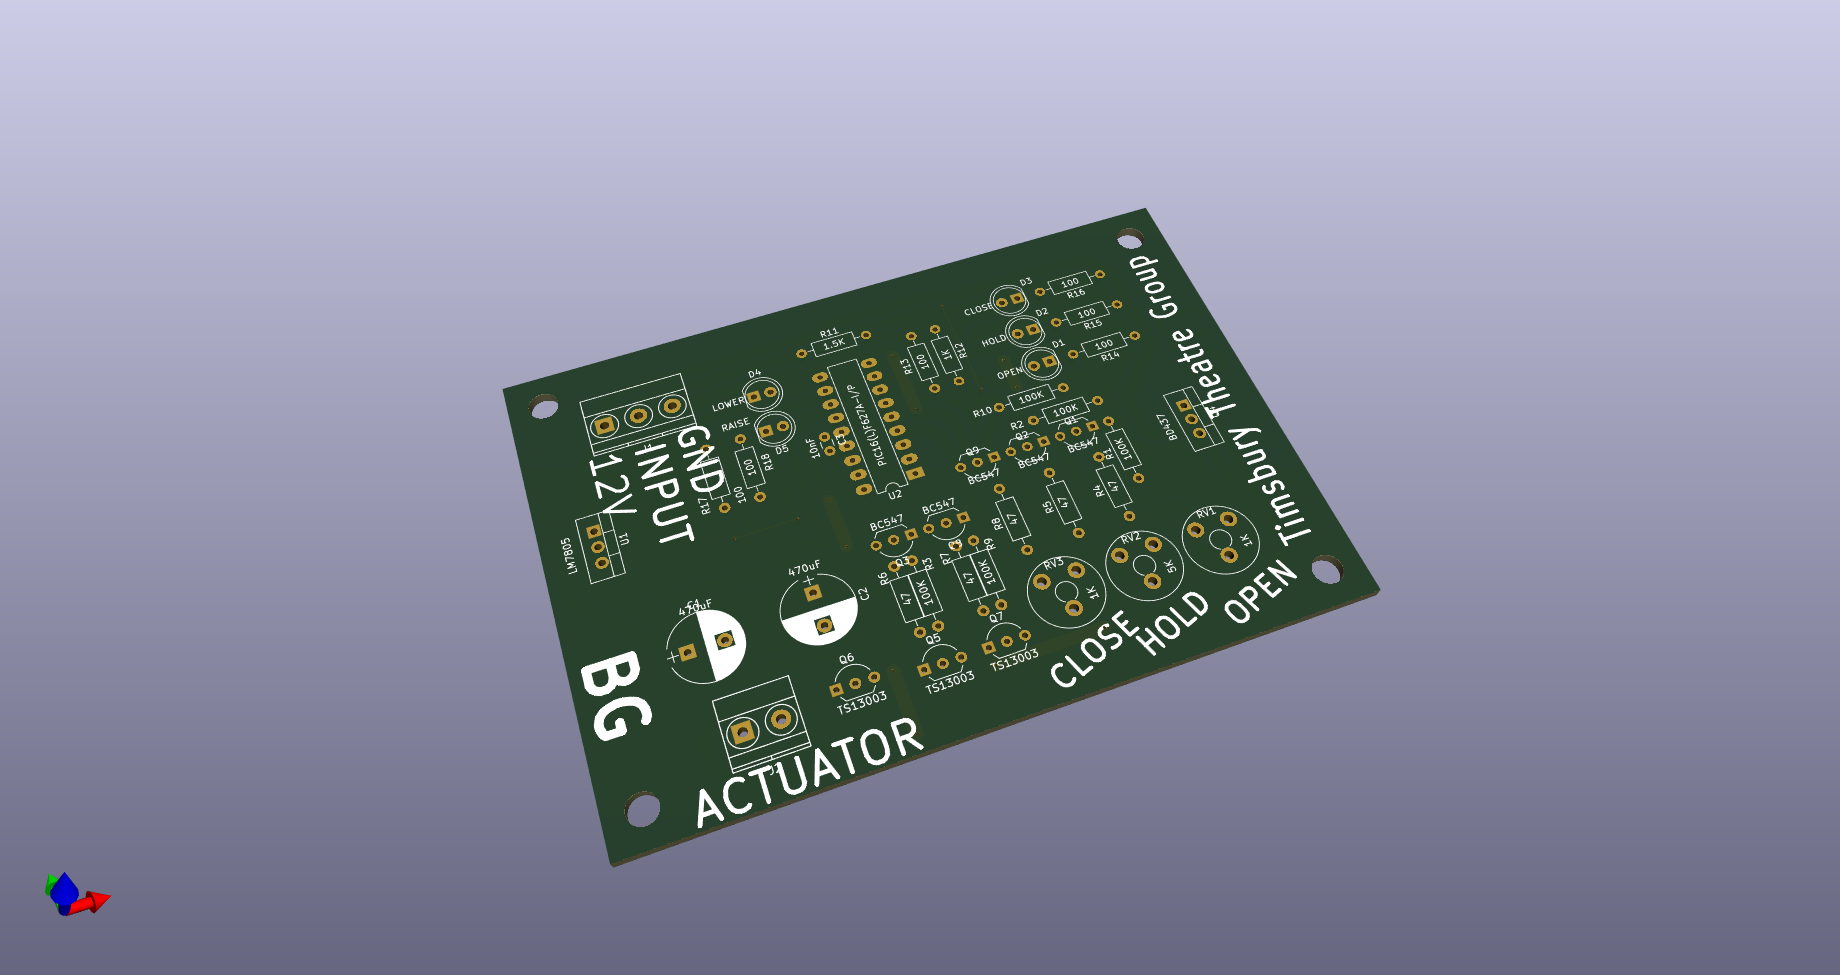 D3
CLOSE
100
R16
D2
HOLD
100
R15
D1
OPEN
100
R14
R11
1.5K
R13
100
1K
R12
D4
LOWER
RAISE
D5
R10
100K
R2
100K
PIC16(L)F627A-I/P
U2
10nF
R17
100
100
R18
GND
INPUT
12V
Q9
BC547
Q2
BC547
Q1
BC547
R1
100K
R4
47
R5
47
R8
47
BD437
LM7805
U1
BC547
Q3
BC547
R6
47
R3
100K
R7
47
R9
100K
RV1
1K
RV2
5K
RV3
1K
470uF
C2
C1
470uF
Q7
TS13003
Q5
TS13003
Q6
TS13003
Timsbury Theatre Group
OPEN
HOLD
CLOSE
BG
ACTUATOR